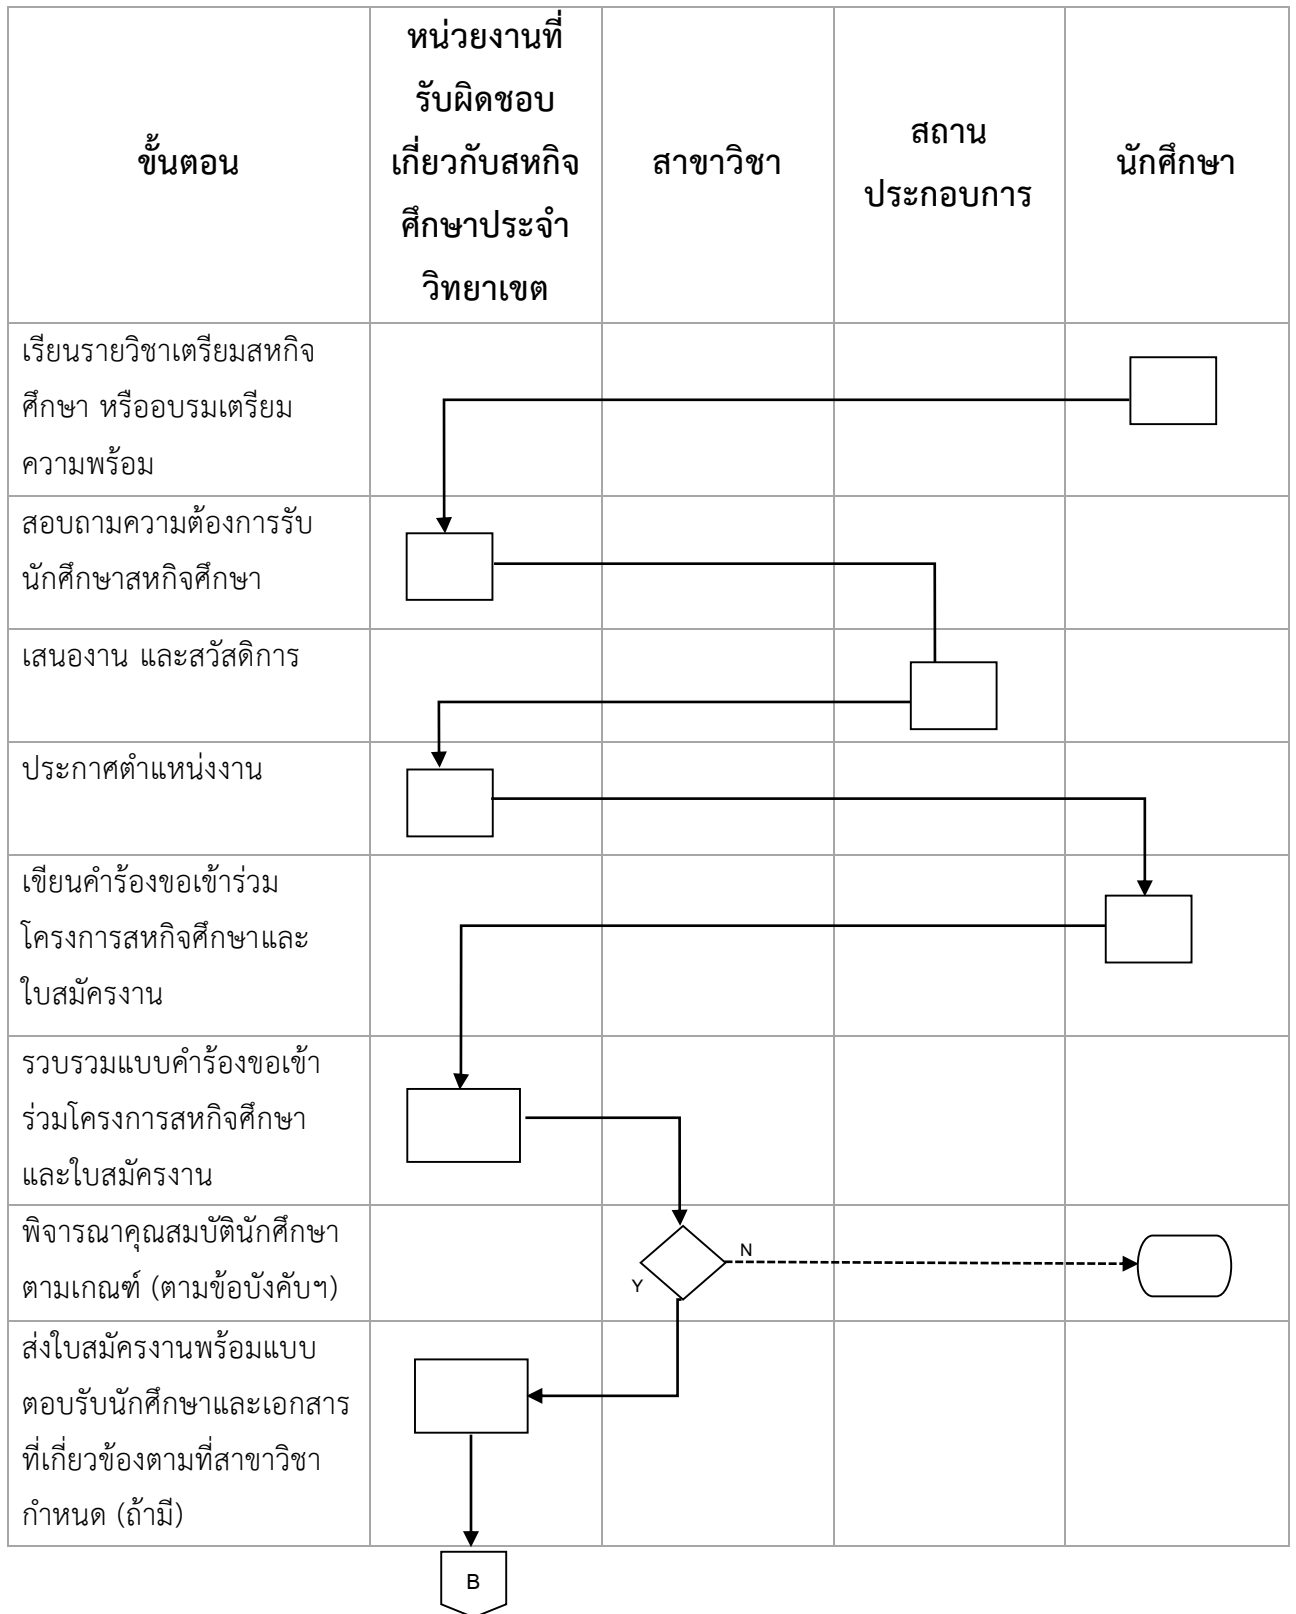 ขั้นตอน
หน่วยงานที่
รับผิดชอบ
เกี่ยวกับสหกิจ
ศึกษาประจำ
วิทยาเขต
สาขาวิชา
สถาน
ประกอบการ
นักศึกษา
เรียนรายวิชาเตรียมสหกิจ
ศึกษา หรืออบรมเตรียม
ความพร้อม
สอบถามความต้องการรับ
นักศึกษาสหกิจศึกษา
เสนองาน และสวัสดิการ
ประกาศตำแหน่งงาน
เขียนคำร้องขอเข้าร่วม
โครงการสหกิจศึกษาและ
ใบสมัครงาน
รวบรวมแบบคำร้องขอเข้า
ร่วมโครงการสหกิจศึกษา
และใบสมัครงาน
พิจารณาคุณสมบัตินักศึกษา
ตามเกณฑ์ (ตามข้อบังคับฯ)
N
Y
ส่งใบสมัครงานพร้อมแบบ
ตอบรับนักศึกษาและเอกสาร
ที่เกี่ยวข้องตามที่สาขาวิชา
กำหนด (ถ้ามี)
B